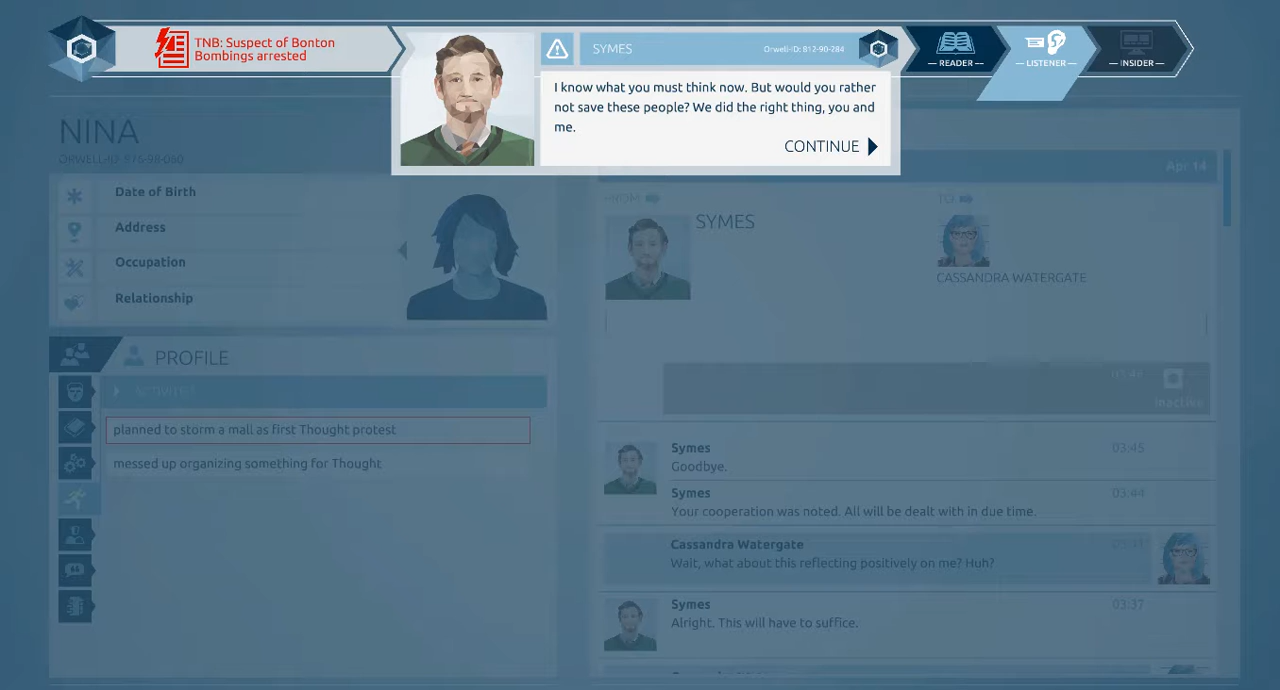 TNB: Suspect of Bonton
Bombings arrested
SYMES
Orwell-ID: B12-90-284
READER
LISTENER
INSIDER
I know what you must think now. But would you rather
not save these people? We did the right thing, you and
me.
CONTINUE
NINA
Date of Birth
Address
Occupation
Relationship
PROFILE
planned to storm a mall as first Thought protest
messed up organizing something for Thought
Apr 14
FROM
TO
SYMES
CASSANDRA WATERGATE
03:46
Inactive
Symes 03:45
Goodbye.
Symes 03:44
Your cooperation was noted. All will be dealt with in due time.
Cassandra Watergate
Wait, what about this reflecting positively on me? Huh?
Symes 03:37
Alright. This will have to suffice.